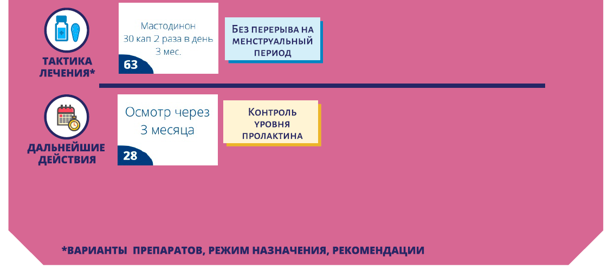 ТАКТИКА
ЛЕЧЕНИЯ*
Мастодинон
30 кап 2 раза в день
3 мес.
63
Без перерыва на
менструальный
период
ДАЛЬНЕЙШИЕ
ДЕЙСТВИЯ
Осмотр через
3 месяца
28
Контроль
уровня
пролактина
*ВАРИАНТЫ ПРЕПАРАТОВ, РЕЖИМ НАЗНАЧЕНИЯ, РЕКОМЕНДАЦИИ